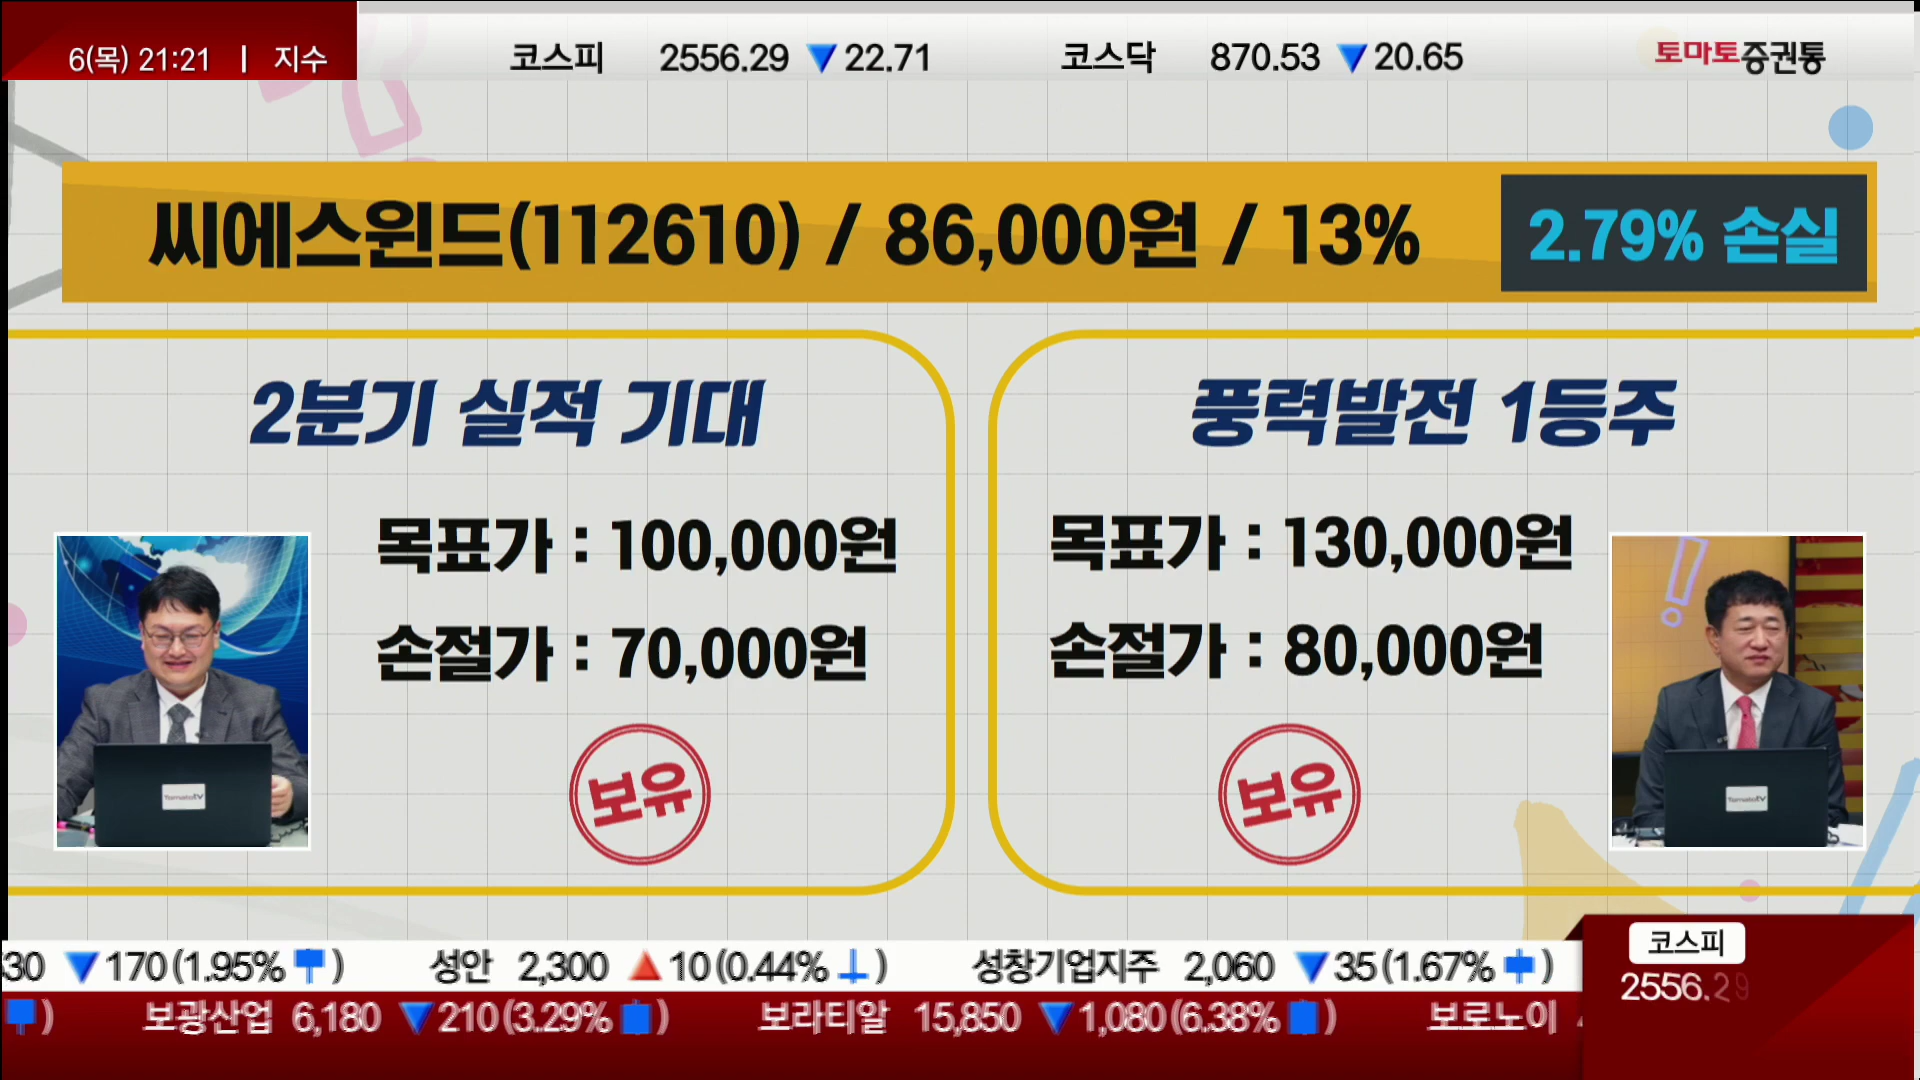 6(목) 21:21 | 지수
코스피 2556.29 ▼22.71
코스닥 870.53 ▼20.65
토마토증권통
씨에스윈드(112610) / 86,000원 / 13%
2.79% 손실
2분기 실적 기대
목표가 : 100,000원
손절가 : 70,000원
보유
풍력발전 1등주
목표가 : 130,000원
손절가 : 80,000원
보유
TomatoTV
TomatoTV
30 ▼170(1.95% ) 성안 2,300 ▲10(0.44% ) 성창기업지주 2,060 ▼35(1.67% )
) 보광산업 6,180 ▼210(3.29% ) 보라티알 15,850 ▼1,080(6.38% ) 보로노이
코스피
2556.29